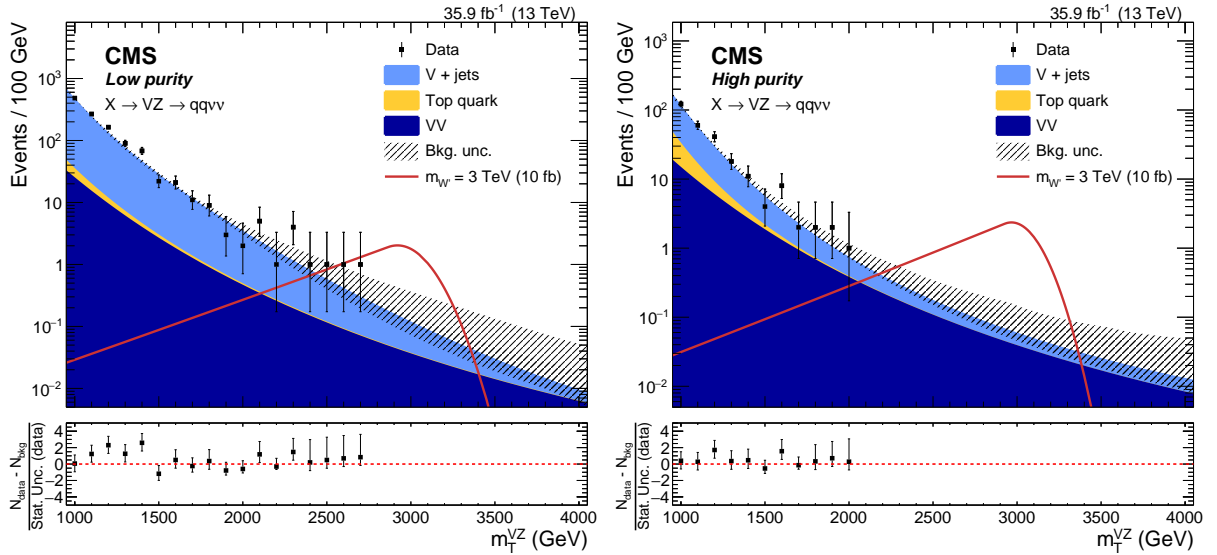 35.9 fb⁻¹ (13 TeV)
CMS
Low purity
X → VZ → qqνν
Data
V + jets
Top quark
VV
Bkg. unc.
m_W' = 3 TeV (10 fb)
Events / 100 GeV
10³
10²
10
1
10⁻¹
10⁻²
N_data - N_bkg
Stat. Unc. (data)
4
2
0
−2
−4
1000 1500 2000 2500 3000 3500 4000
m_T^VZ (GeV)
35.9 fb⁻¹ (13 TeV)
CMS
High purity
X → VZ → qqνν
Data
V + jets
Top quark
VV
Bkg. unc.
m_W' = 3 TeV (10 fb)
Events / 100 GeV
10³
10²
10
1
10⁻¹
10⁻²
N_data - N_bkg
Stat. Unc. (data)
4
2
0
−2
−4
1000 1500 2000 2500 3000 3500 4000
m_T^VZ (GeV)